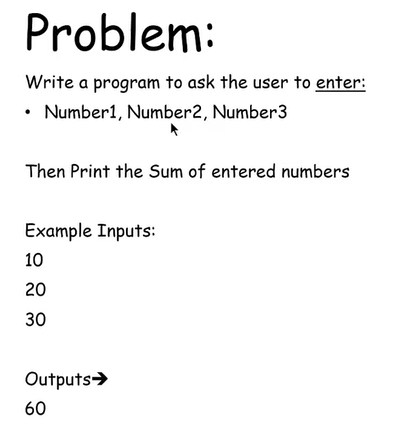 Problem:
Write a program to ask the user to enter:
• Number1, Number2, Number3
Then Print the Sum of entered numbers
Example Inputs:
10
20
30
Outputs➔
60